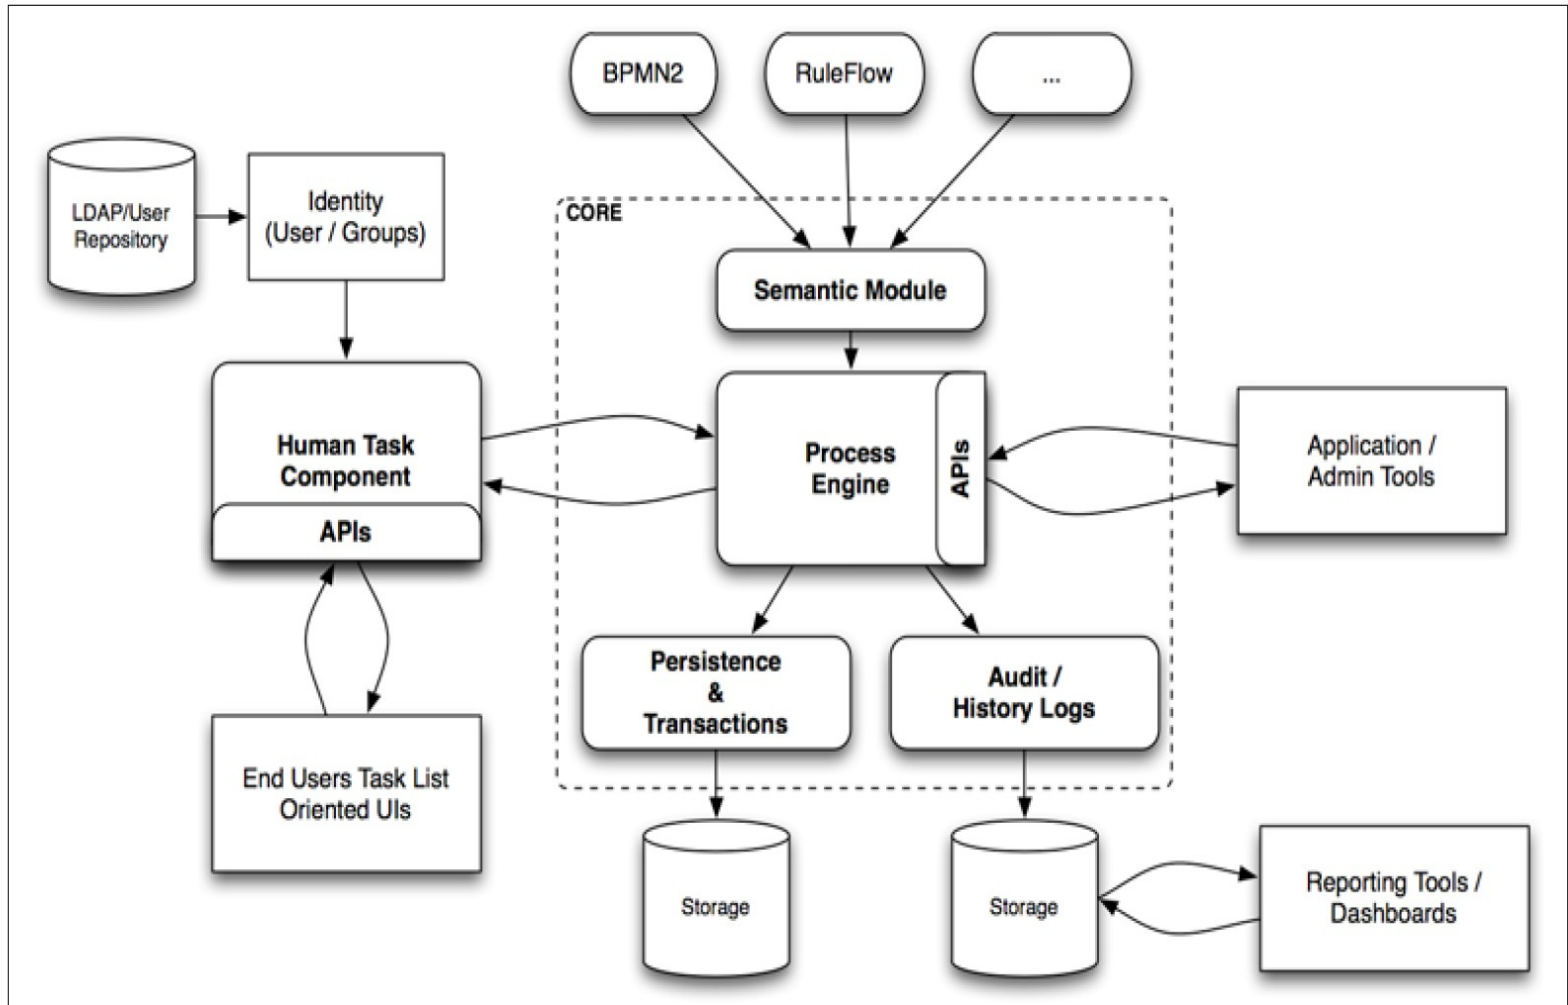 BPMN2
RuleFlow
...
LDAP/User
Repository
Identity
(User / Groups)
CORE
Semantic Module
Human Task
Component
APIs
Process
Engine
APIs
Application /
Admin Tools
Persistence
&
Transactions
Audit /
History Logs
End Users Task List
Oriented UIs
Storage
Storage
Reporting Tools /
Dashboards